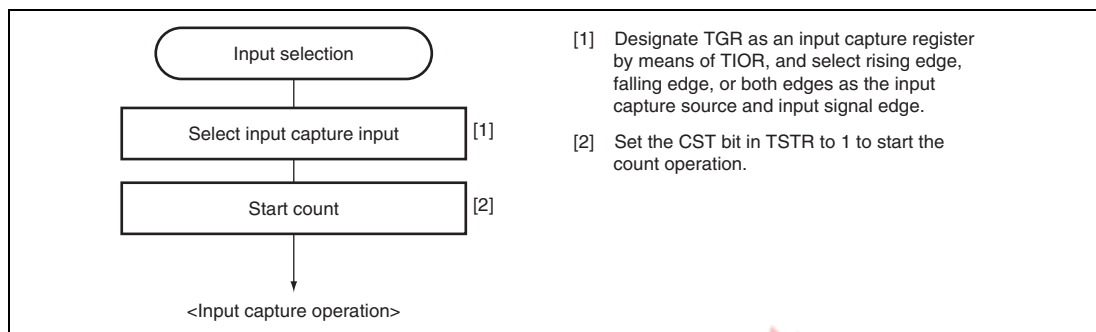 Input selection
Select input capture input
[1]
Start count
[2]
<Input capture operation>
[1] Designate TGR as an input capture register
by means of TIOR, and select rising edge,
falling edge, or both edges as the input
capture source and input signal edge.
[2] Set the CST bit in TSTR to 1 to start the
count operation.